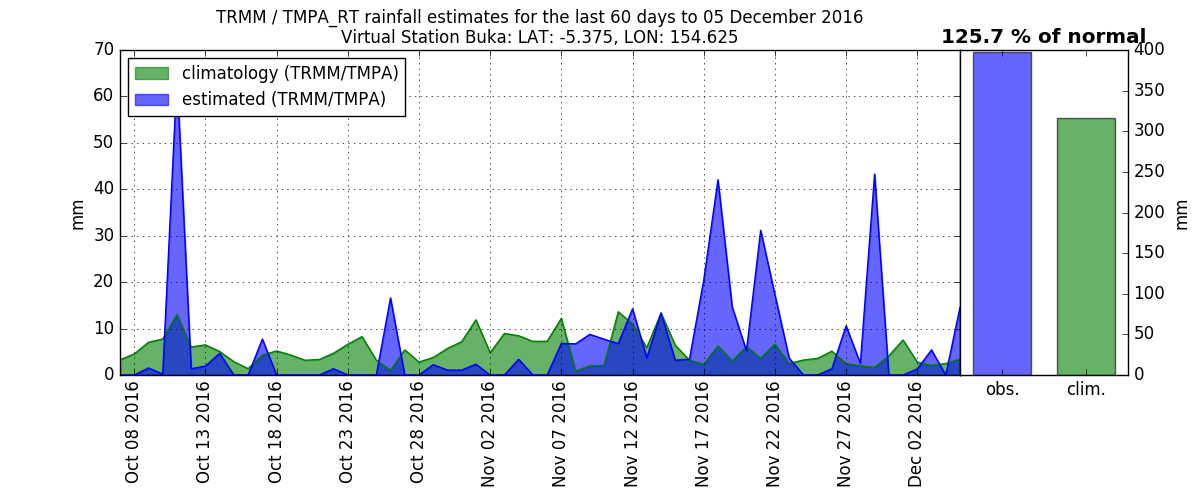 TRMM / TMPA_RT rainfall estimates for the last 60 days to 05 December 2016
Virtual Station Buka: LAT: -5.375, LON: 154.625
125.7 % of normal
climatology (TRMM/TMPA)
estimated (TRMM/TMPA)
70
60
50
40
30
20
10
0
mm
Oct 08 2016
Oct 13 2016
Oct 18 2016
Oct 23 2016
Oct 28 2016
Nov 02 2016
Nov 07 2016
Nov 12 2016
Nov 17 2016
Nov 22 2016
Nov 27 2016
Dec 02 2016
obs.
clim.
400
350
300
250
200
150
100
50
0
mm